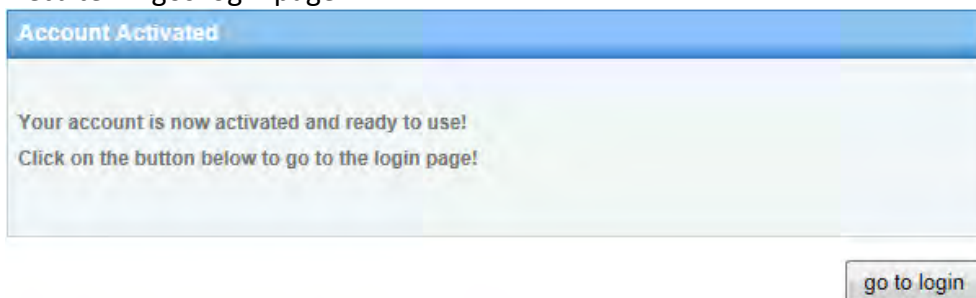 Account Activated
Your account is now activated and ready to use!
Click on the button below to go to the login page!
go to login